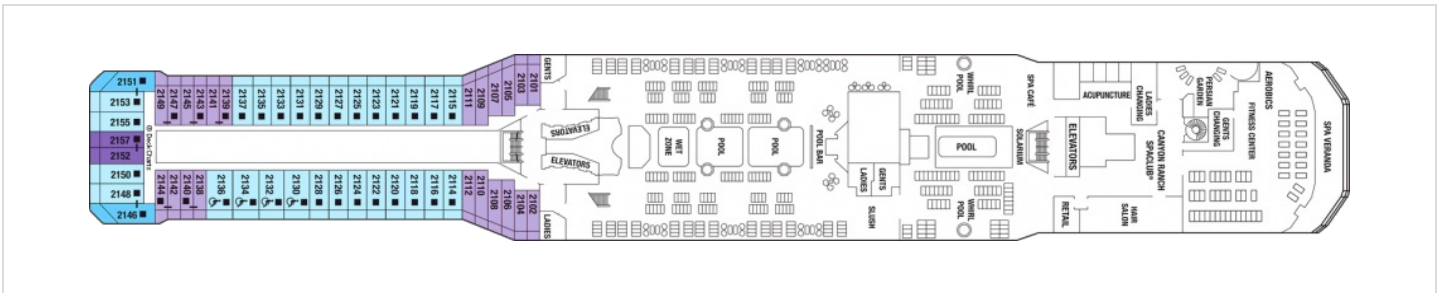 2151
2153
2155
2157
2152
2150
2148
2146
© Deck Chartz
2149
2147
2145
2143
2141
2139
2137
2135
2133
2131
2129
2127
2125
2123
2121
2119
2117
2115
2111
2109
2107
2105
2103
2101
2144
2142
2140
2138
2136
2134
2132
2130
2128
2126
2124
2122
2120
2118
2116
2114
2112
2110
2108
2106
2104
2102
GENTS
LADIES
ELEVATORS
ELEVATORS
WET
ZONE
POOL
POOL
POOL BAR
LADIES
GENTS
SLUSH
WHIRL
POOL
POOL
WHIRL
POOL
SOLARIUM
SPA CAFÉ
ELEVATORS
RETAIL
ACUPUNCTURE
LADIES
CHANGING
CANYON RANCH
SPACLUB®
HAIR
SALON
PERSIAN
GARDEN
GENTS
CHANGING
FITNESS CENTER
AEROBICS
SPA VERANDA